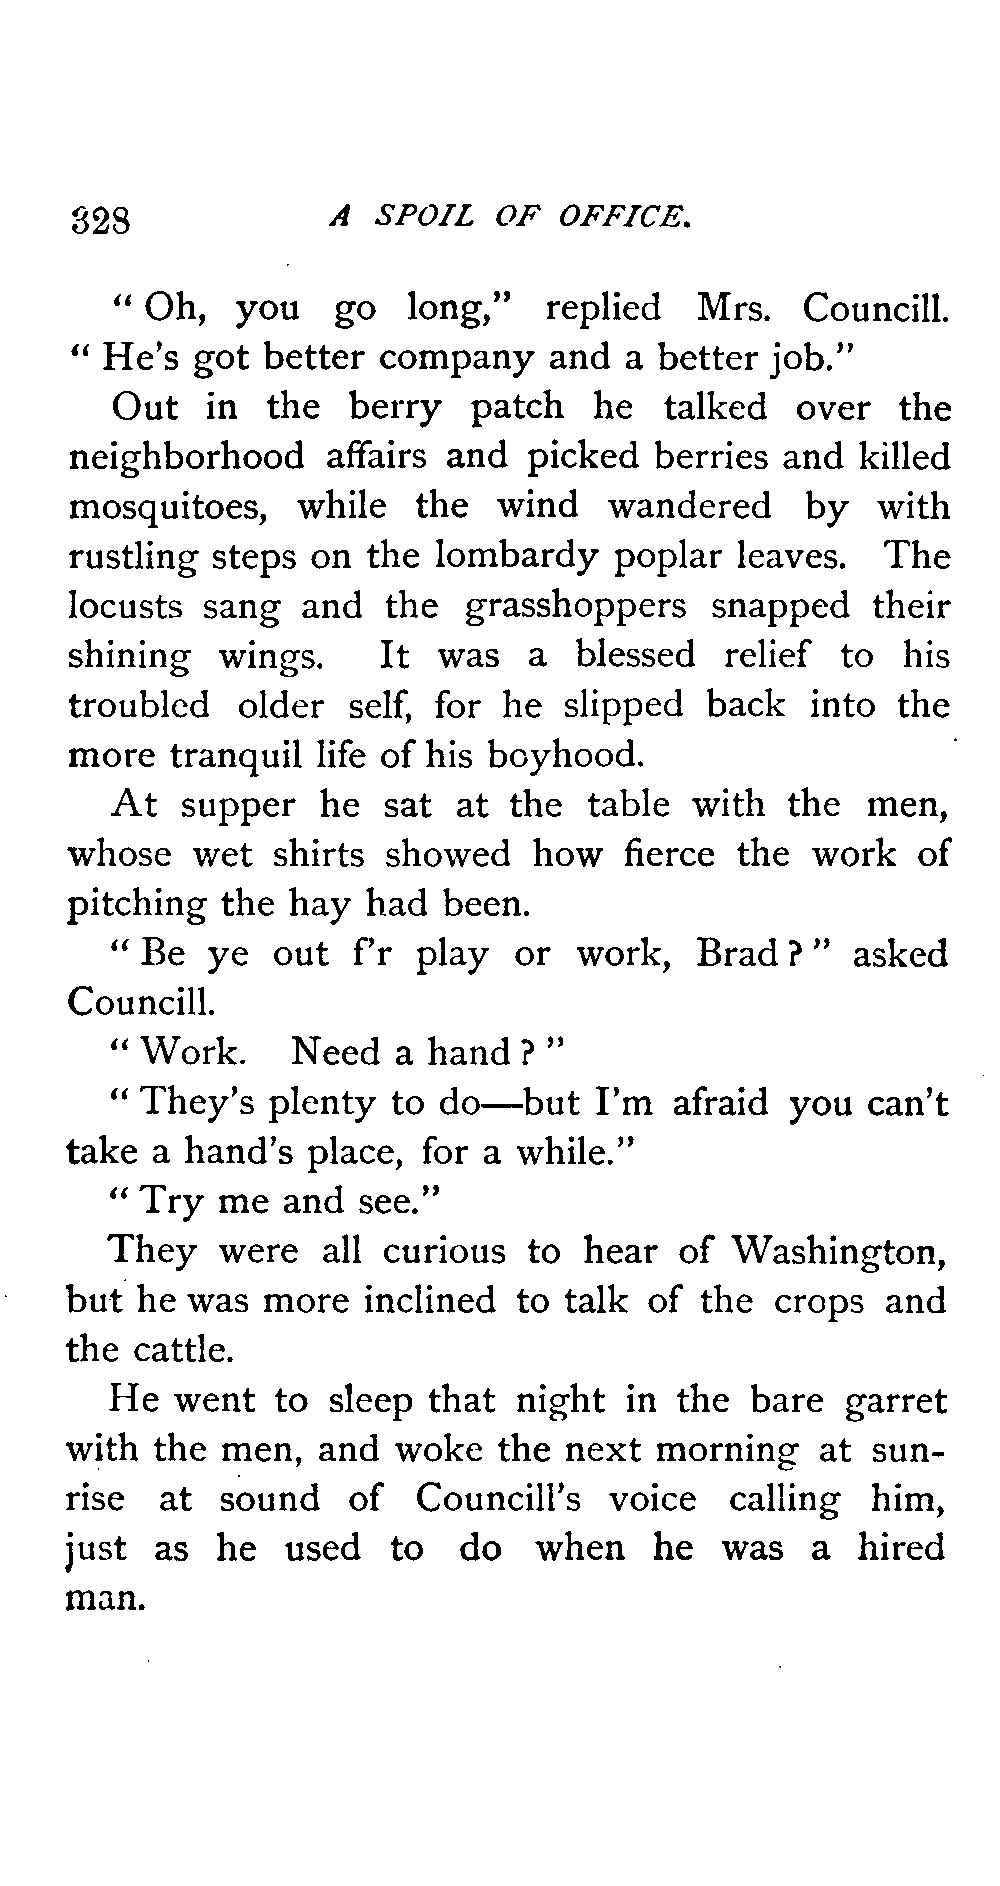 328 A SPOIL OF OFFICE.
" Oh, you go long," replied Mrs. Councill.
" He's got better company and a better job."
Out in the berry patch he talked over the
neighborhood affairs and picked berries and killed
mosquitoes, while the wind wandered by with
rustling steps on the lombardy poplar leaves. The
locusts sang and the grasshoppers snapped their
shining wings. It was a blessed relief to his
troubled older self, for he slipped back into the
more tranquil life of his boyhood.
At supper he sat at the table with the men,
whose wet shirts showed how fierce the work of
pitching the hay had been.
" Be ye out f'r play or work, Brad ? " asked
Councill.
" Work. Need a hand ? "
" They's plenty to do—but I'm afraid you can't
take a hand's place, for a while."
" Try me and see."
They were all curious to hear of Washington,
but he was more inclined to talk of the crops and
the cattle.
He went to sleep that night in the bare garret
with the men, and woke the next morning at sun-
rise at sound of Councill's voice calling him,
just as he used to do when he was a hired
man.